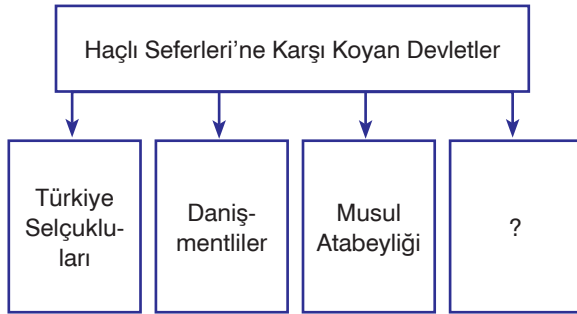 Haçlı Seferleri’ne Karşı Koyan Devletler
Türkiye
Selçuklu-
ları
Daniş-
mentliler
Musul
Atabeyliği
?